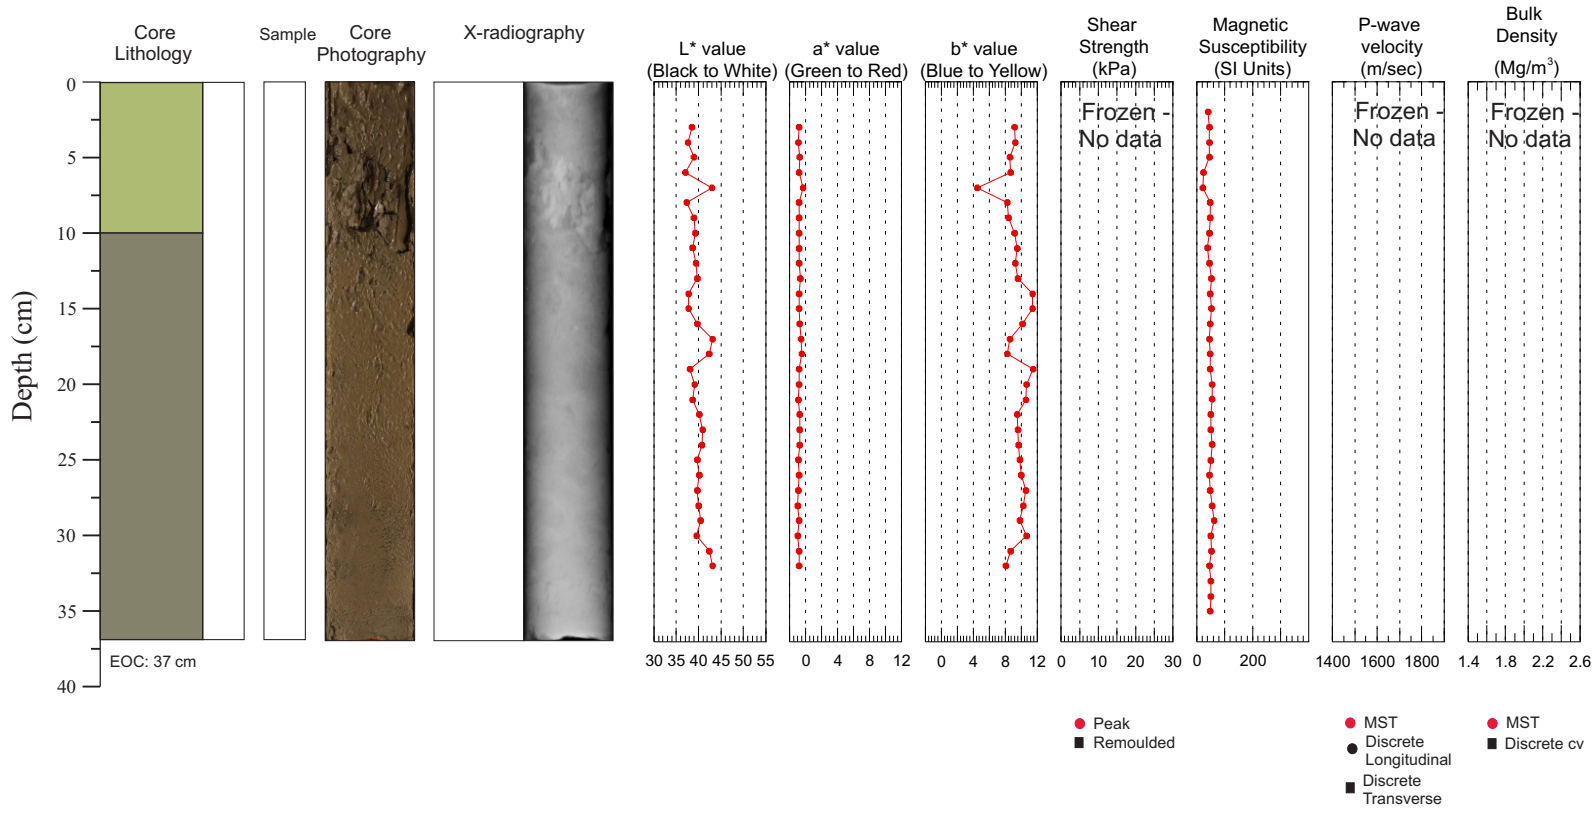 Core
Lithology
Sample
Core
Photography
X-radiography
L* value
(Black to White)
a* value
(Green to Red)
b* value
(Blue to Yellow)
Shear
Strength
(kPa)
Magnetic
Susceptibility
(SI Units)
P-wave
velocity
(m/sec)
Bulk
Density
(Mg/m³)
Depth (cm)
0
5
10
15
20
25
30
35
40
EOC: 37 cm
Frozen -
No data
Frozen -
No data
Frozen -
No data
30 35 40 45 50 55
0 4 8 12
0 4 8 12
0 10 20 30
0 200
1400 1600 1800
1.4 1.8 2.2 2.6
Peak
Remoulded
MST
Discrete
Longitudinal
Discrete
Transverse
MST
Discrete cv